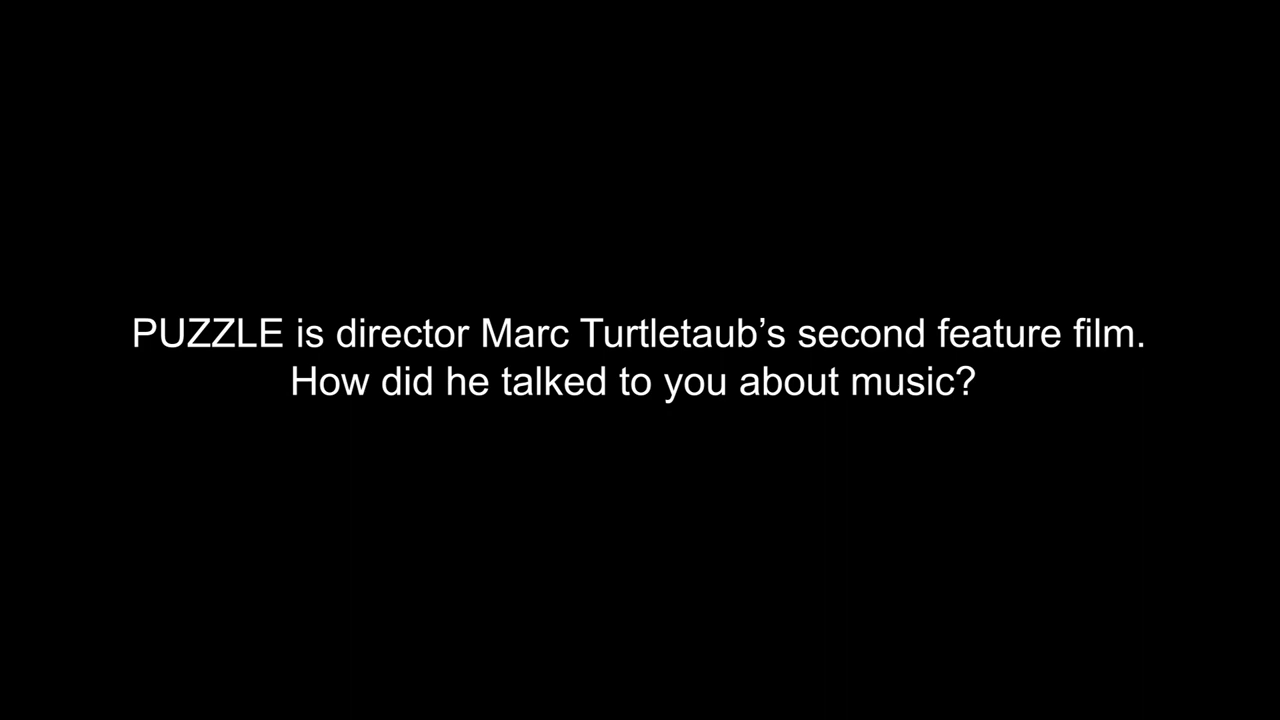 PUZZLE is director Marc Turtletaub’s second feature film.
How did he talked to you about music?